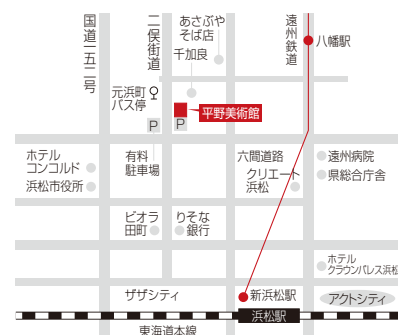 国道一五二号
二俣街道
あさぶや
そば店
千加良
遠州鉄道
八幡駅
元浜町
バス停
P
P
平野美術館
ホテル
コンコルド
浜松市役所
有料
駐車場
六間道路
クリエート
浜松
遠州病院
県総合庁舎
ビオラ
田町
りそな
銀行
ホテル
クラウンパレス浜松
ザザシティ
新浜松駅
アクトシティ
浜松駅
東海道本線